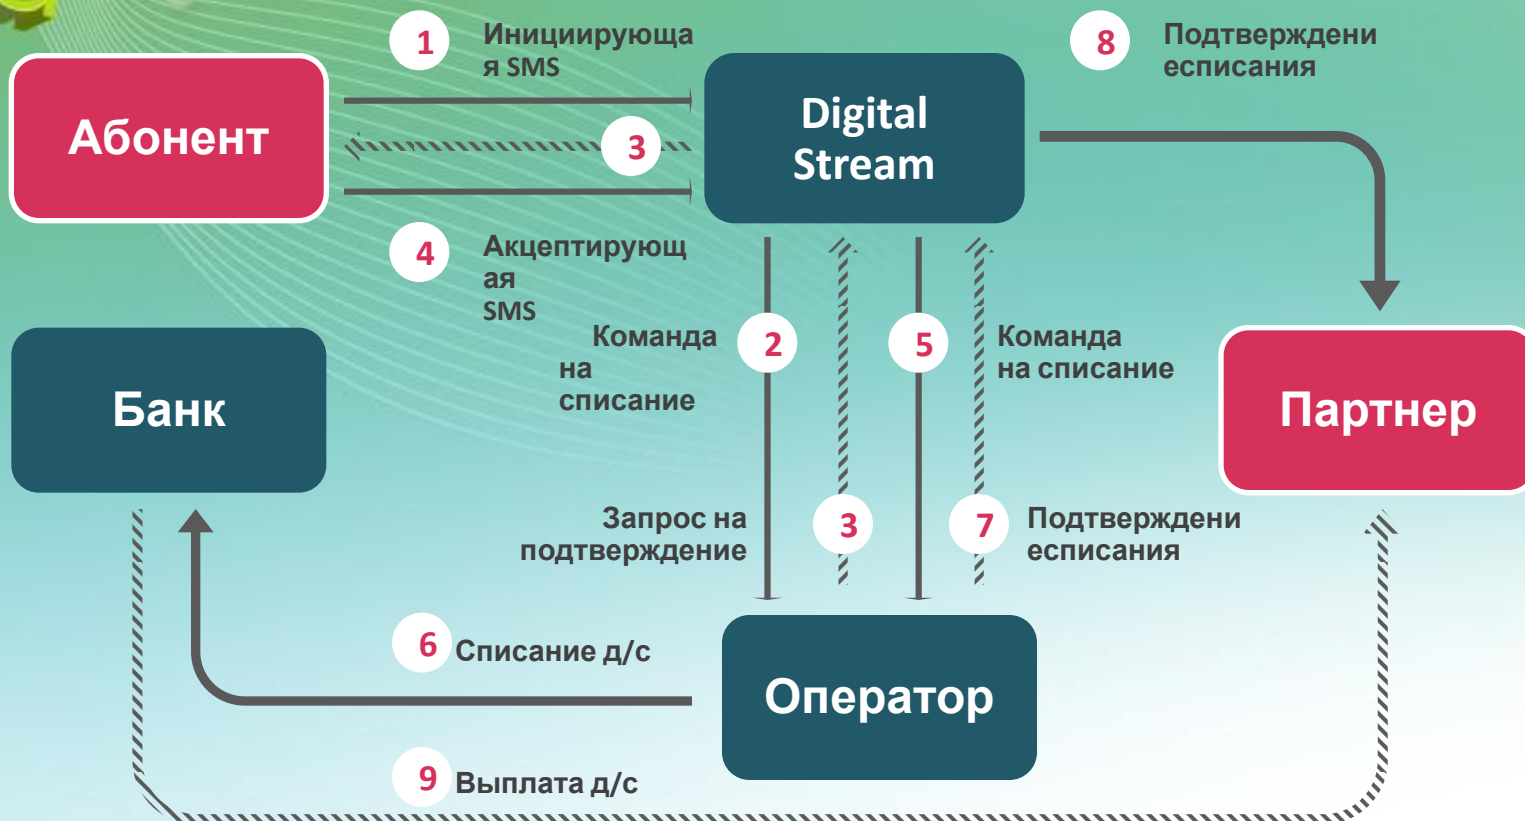 1
Инициирующа
я SMS
8
Подтверждени
есписания
Абонент
3
Digital
Stream
4
Акцептирующ
ая
SMS
Команда
на
списание
2
5
Команда
на списание
Банк
Партнер
Запрос на
подтверждение
3
7
Подтверждени
есписания
6
Списание д/с
Оператор
9
Выплата д/с